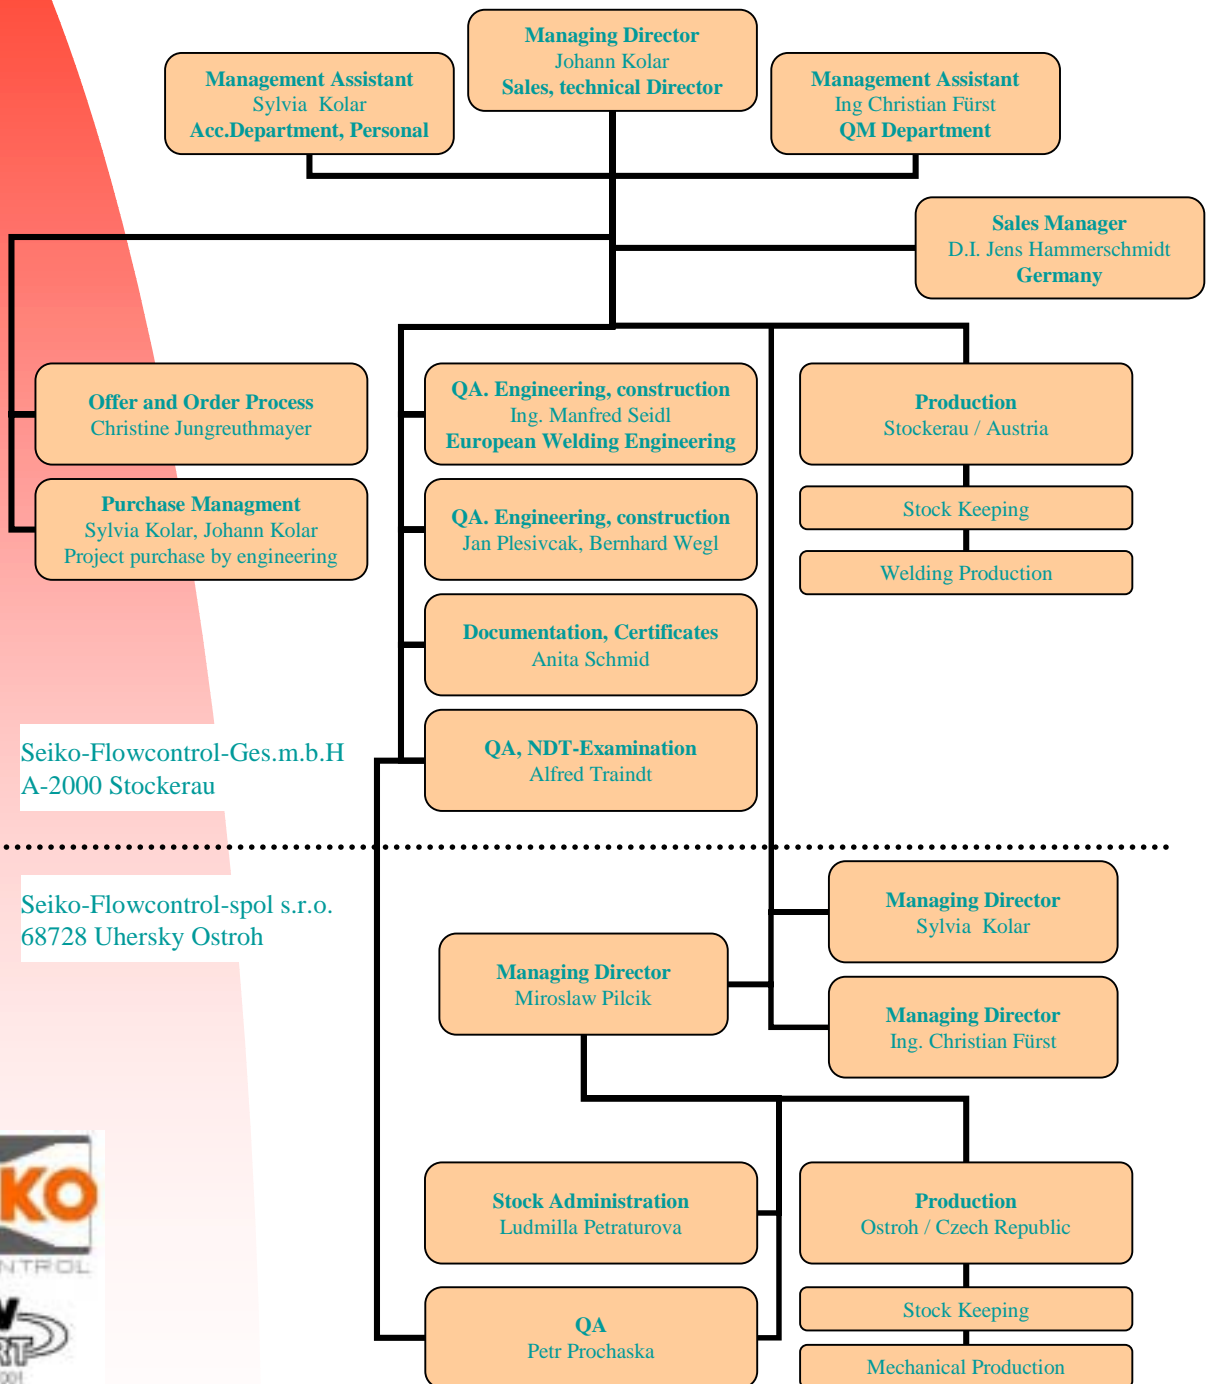 Managing Director
Johann Kolar
Sales, technical Director
Management Assistant
Sylvia Kolar
Acc.Department, Personal
Management Assistant
Ing Christian Fürst
QM Department
Sales Manager
D.I. Jens Hammerschmidt
Germany
Offer and Order Process
Christine Jungreuthmayer
Purchase Managment
Sylvia Kolar, Johann Kolar
Project purchase by engineering
QA. Engineering, construction
Ing. Manfred Seidl
European Welding Engineering
QA. Engineering, construction
Jan Plesivcak, Bernhard Wegl
Documentation, Certificates
Anita Schmid
QA, NDT-Examination
Alfred Traindt
Production
Stockerau / Austria
Stock Keeping
Welding Production
Seiko-Flowcontrol-Ges.m.b.H
A-2000 Stockerau
Seiko-Flowcontrol-spol s.r.o.
68728 Uhersky Ostroh
Managing Director
Sylvia Kolar
Managing Director
Miroslaw Pilcik
Managing Director
Ing. Christian Fürst
Stock Administration
Ludmilla Petraturova
QA
Petr Prochaska
Production
Ostroh / Czech Republic
Stock Keeping
Mechanical Production
KO
NTROL